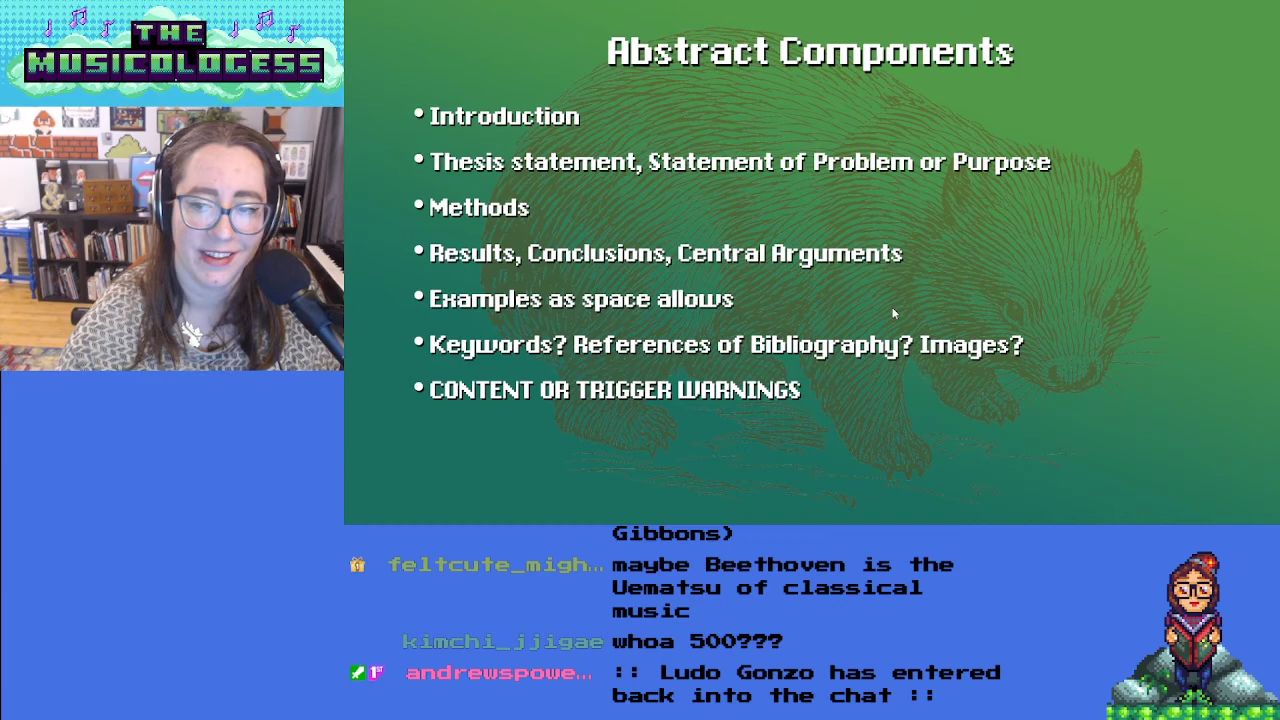 THE
MUSICOLOGESS
Abstract Components
• Introduction
• Thesis statement, Statement of Problem or Purpose
• Methods
• Results, Conclusions, Central Arguments
• Examples as space allows
• Keywords? References of Bibliography? Images?
• CONTENT OR TRIGGER WARNINGS
Gibbons)
feltcute_migh... maybe Beethoven is the
Uematsu of classical
music
kimchi_jjigae whoa 500???
1st andrewspowe... :: Ludo Gonzo has entered
back into the chat ::